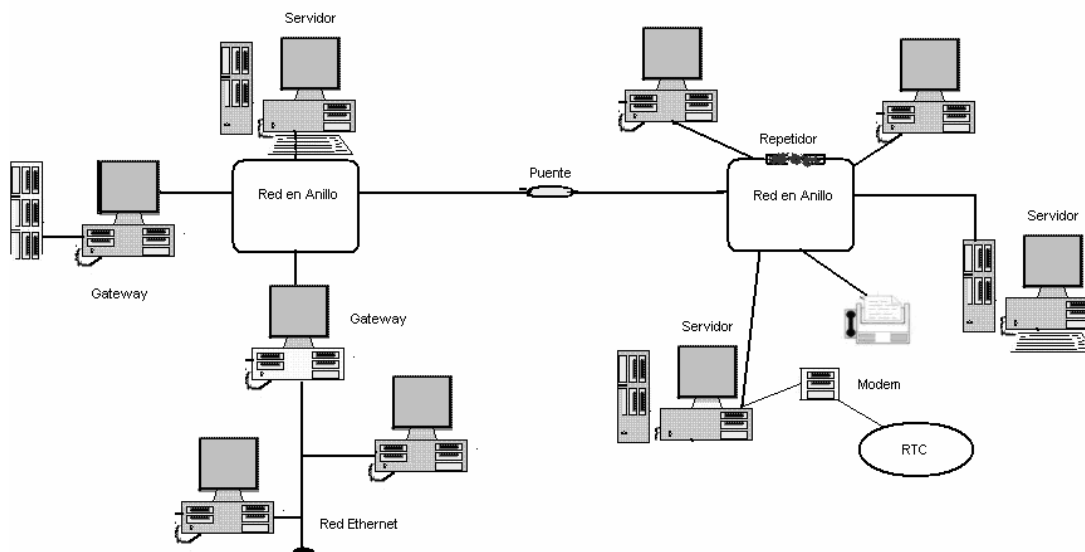 Servidor
Repetidor
Puente
Red en Anillo
Red en Anillo
Servidor
Gateway
Gateway
Servidor
Modem
RTC
Red Ethernet